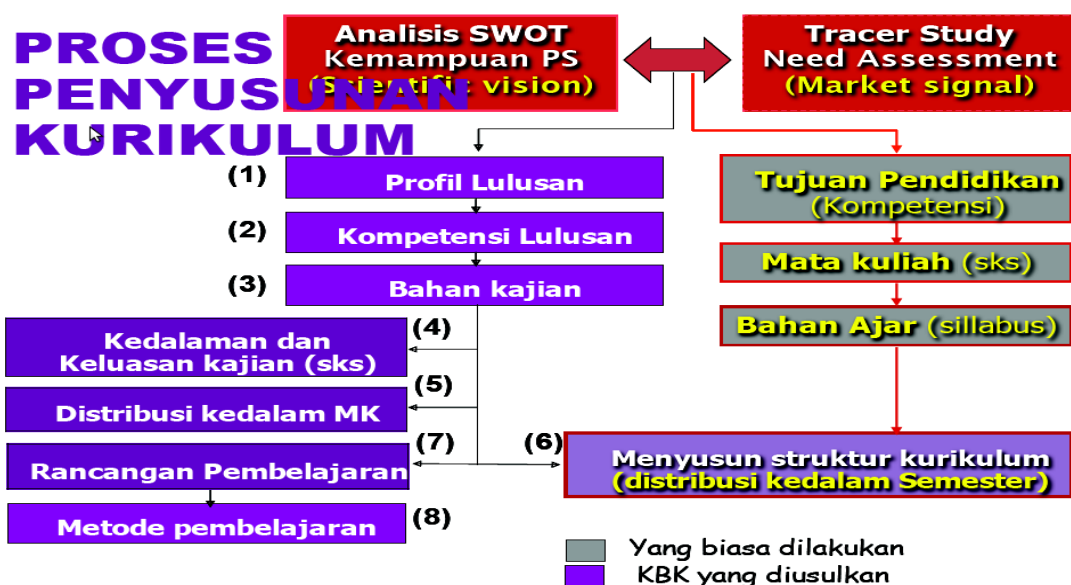 PROSES
PENYUSUNAN
KURIKULUM
Analisis SWOT
Kemampuan PS
(Scientific vision)
Tracer Study
Need Assessment
(Market signal)
(1)
Profil Lulusan
(2)
Kompetensi Lulusan
(3)
Bahan kajian
(4)
Kedalaman dan
Keluasan kajian (sks)
(5)
Distribusi kedalam MK
(7)
Rancangan Pembelajaran
Metode pembelajaran
(8)
Tujuan Pendidikan
(Kompetensi)
Mata kuliah (sks)
Bahan Ajar (sillabus)
(6)
Menyusun struktur kurikulum
(distribusi kedalam Semester)
Yang biasa dilakukan
KBK yang diusulkan